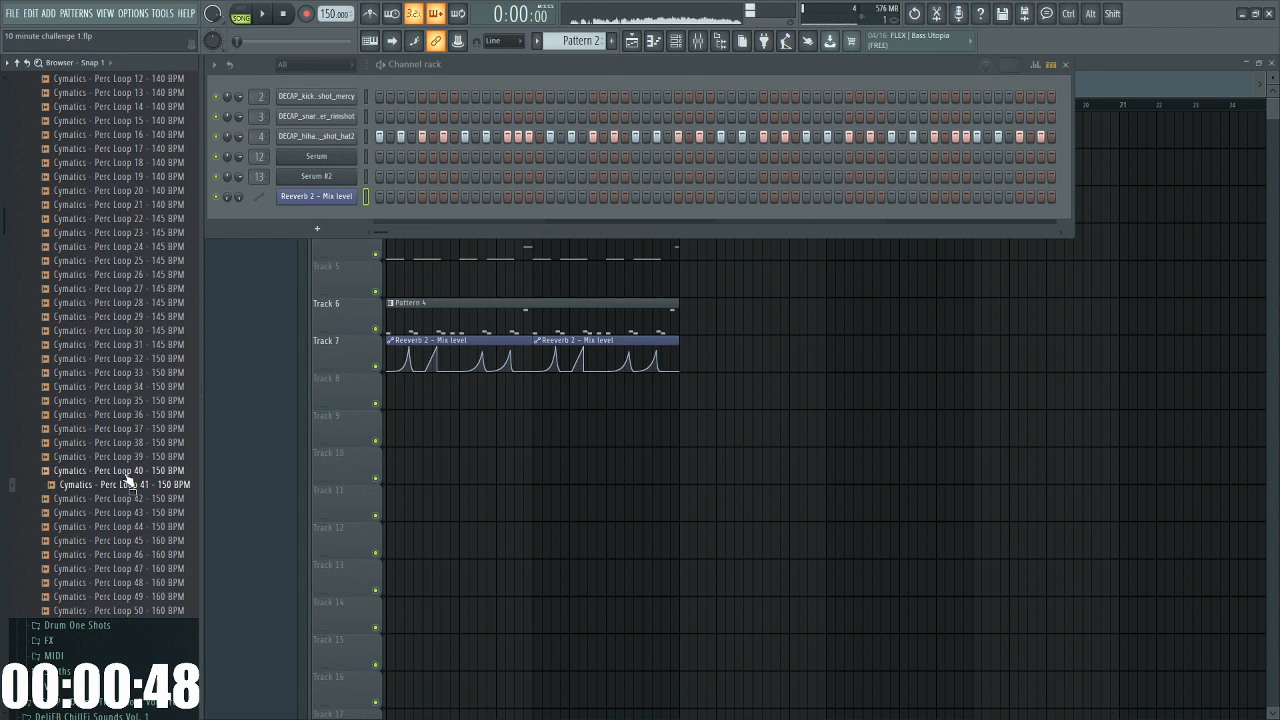 FILE EDIT ADD PATTERNS VIEW OPTIONS TOOLS HELP
SONG
150.000
3.2.
0:00:00
4
576 MB
1
Ctrl
Alt
Shift
10 minute challenge 1.flp
Line
Pattern 2
04/16 FLEX | Bass Utopia
(FREE)
Browser - Snap 1
All
Channel rack
Cymatics - Perc Loop 12 - 140 BPM
Cymatics - Perc Loop 13 - 140 BPM
Cymatics - Perc Loop 14 - 140 BPM
Cymatics - Perc Loop 15 - 140 BPM
Cymatics - Perc Loop 16 - 140 BPM
Cymatics - Perc Loop 17 - 140 BPM
Cymatics - Perc Loop 18 - 140 BPM
Cymatics - Perc Loop 19 - 140 BPM
Cymatics - Perc Loop 20 - 140 BPM
Cymatics - Perc Loop 21 - 140 BPM
Cymatics - Perc Loop 22 - 145 BPM
Cymatics - Perc Loop 23 - 145 BPM
Cymatics - Perc Loop 24 - 145 BPM
Cymatics - Perc Loop 25 - 145 BPM
Cymatics - Perc Loop 26 - 145 BPM
Cymatics - Perc Loop 27 - 145 BPM
Cymatics - Perc Loop 28 - 145 BPM
Cymatics - Perc Loop 29 - 145 BPM
Cymatics - Perc Loop 30 - 145 BPM
Cymatics - Perc Loop 31 - 145 BPM
Cymatics - Perc Loop 32 - 150 BPM
Cymatics - Perc Loop 33 - 150 BPM
Cymatics - Perc Loop 34 - 150 BPM
Cymatics - Perc Loop 35 - 150 BPM
Cymatics - Perc Loop 36 - 150 BPM
Cymatics - Perc Loop 37 - 150 BPM
Cymatics - Perc Loop 38 - 150 BPM
Cymatics - Perc Loop 39 - 150 BPM
Cymatics - Perc Loop 40 - 150 BPM
Cymatics - Perc Loop 41 - 150 BPM
Cymatics - Perc Loop 42 - 150 BPM
Cymatics - Perc Loop 43 - 150 BPM
Cymatics - Perc Loop 44 - 150 BPM
Cymatics - Perc Loop 45 - 160 BPM
Cymatics - Perc Loop 46 - 160 BPM
Cymatics - Perc Loop 47 - 160 BPM
Cymatics - Perc Loop 48 - 160 BPM
Cymatics - Perc Loop 49 - 160 BPM
Cymatics - Perc Loop 50 - 160 BPM
Drum One Shots
FX
MIDI
00:00:48
2 DECAP_kick...shot_mercy
3 DECAP_snar...er_rimshot
4 DECAP_hiha..._shot_hat2
12 Serum
13 Serum #2
Reeverb 2 - Mix level
20 21 22 23 24
Track 5
Track 6
Pattern 4
Track 7
Reeverb 2 - Mix level
Reeverb 2 - Mix level
Track 8
Track 9
Track 10
Track 11
Track 12
Track 13
Track 14
Track 15
Track 16
Track 17